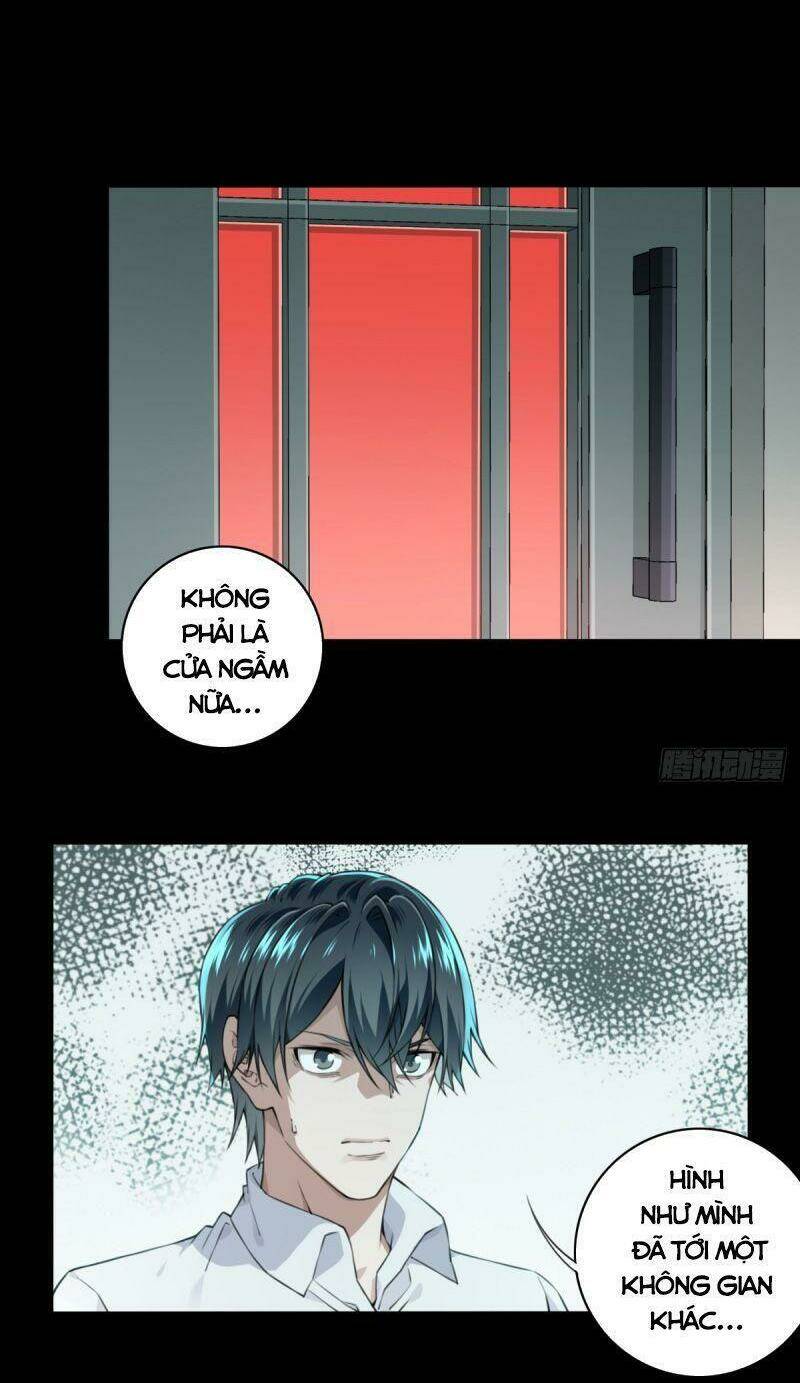 KHÔNG
PHẢI LÀ
CỬA NGẦM
NỮA...
腾讯动漫
HÌNH
NHƯ MÌNH
ĐÃ TỚI MỘT
KHÔNG GIAN
KHÁC...